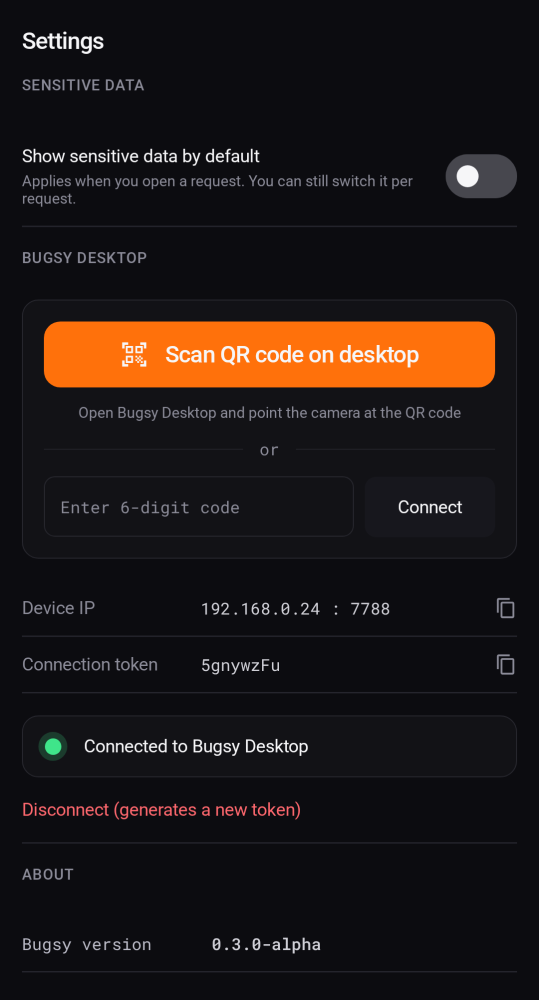 Settings
SENSITIVE DATA
Show sensitive data by default
Applies when you open a request. You can still switch it per
request.
BUGSY DESKTOP
Scan QR code on desktop
Open Bugsy Desktop and point the camera at the QR code
or
Enter 6-digit code
Connect
Device IP 192.168.0.24 : 7788
Connection token 5gnywzFu
Connected to Bugsy Desktop
Disconnect (generates a new token)
ABOUT
Bugsy version 0.3.0-alpha